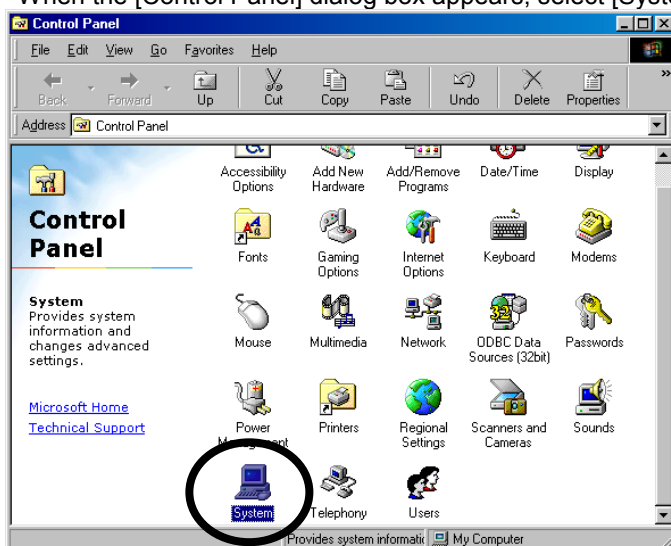 When the [Control Panel] dialog box appears, select [Syste
Control Panel
File Edit View Go Favorites Help
Back Forward Up Cut Copy Paste Undo Delete Properties »
Address Control Panel
Accessibility Options
Add New Hardware
Add/Remove Programs
Date/Time
Display
Control Panel
Fonts
Gaming Options
Internet Options
Keyboard
Modems
System
Provides system
information and
changes advanced
settings.
Mouse
Multimedia
Network
ODBC Data Sources (32bit)
Passwords
Microsoft Home
Technical Support
Power Management
Printers
Regional Settings
Scanners and Cameras
Sounds
System
Telephony
Users
Provides system informatic My Computer